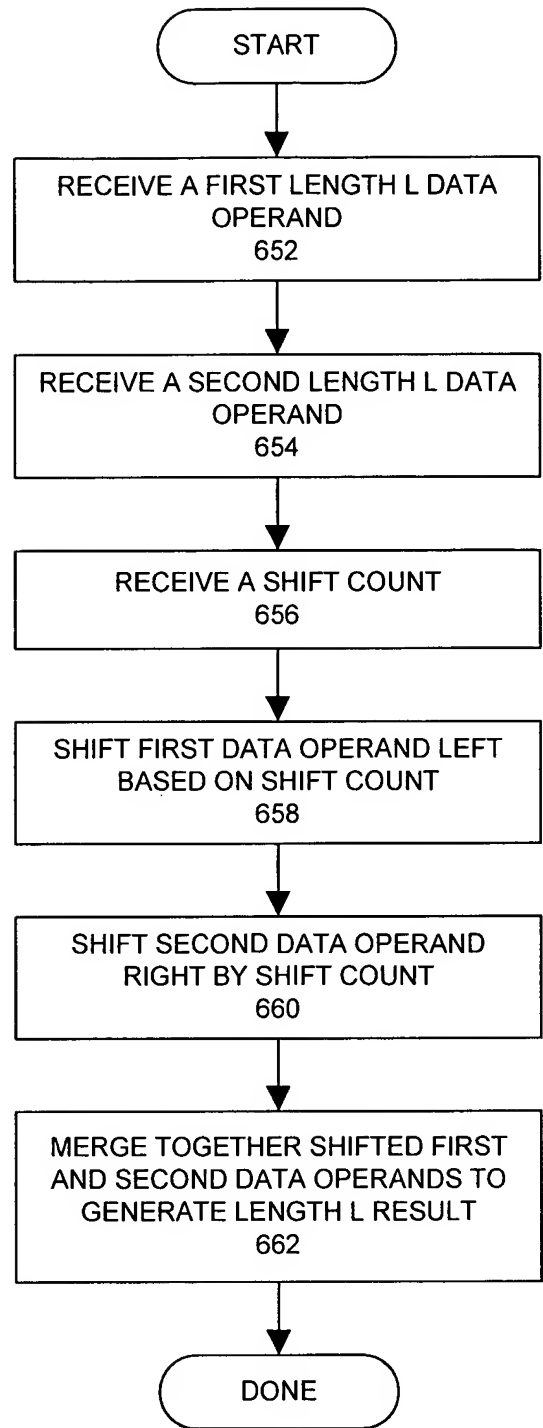 START
RECEIVE A FIRST LENGTH L DATA
OPERAND
652
RECEIVE A SECOND LENGTH L DATA
OPERAND
654
RECEIVE A SHIFT COUNT
656
SHIFT FIRST DATA OPERAND LEFT
BASED ON SHIFT COUNT
658
SHIFT SECOND DATA OPERAND
RIGHT BY SHIFT COUNT
660
MERGE TOGETHER SHIFTED FIRST
AND SECOND DATA OPERANDS TO
GENERATE LENGTH L RESULT
662
DONE